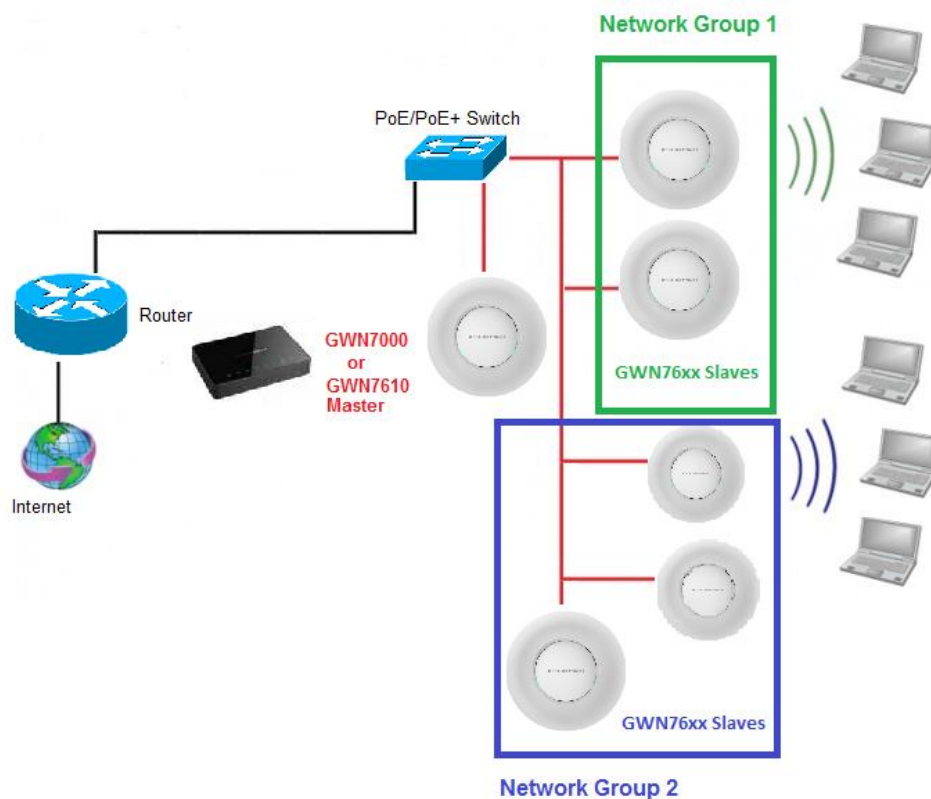 Network Group 1
PoE/PoE+ Switch
Router
GWN7000
or
GWN7610
Master
GWN76xx Slaves
Internet
GWN76xx Slaves
Network Group 2